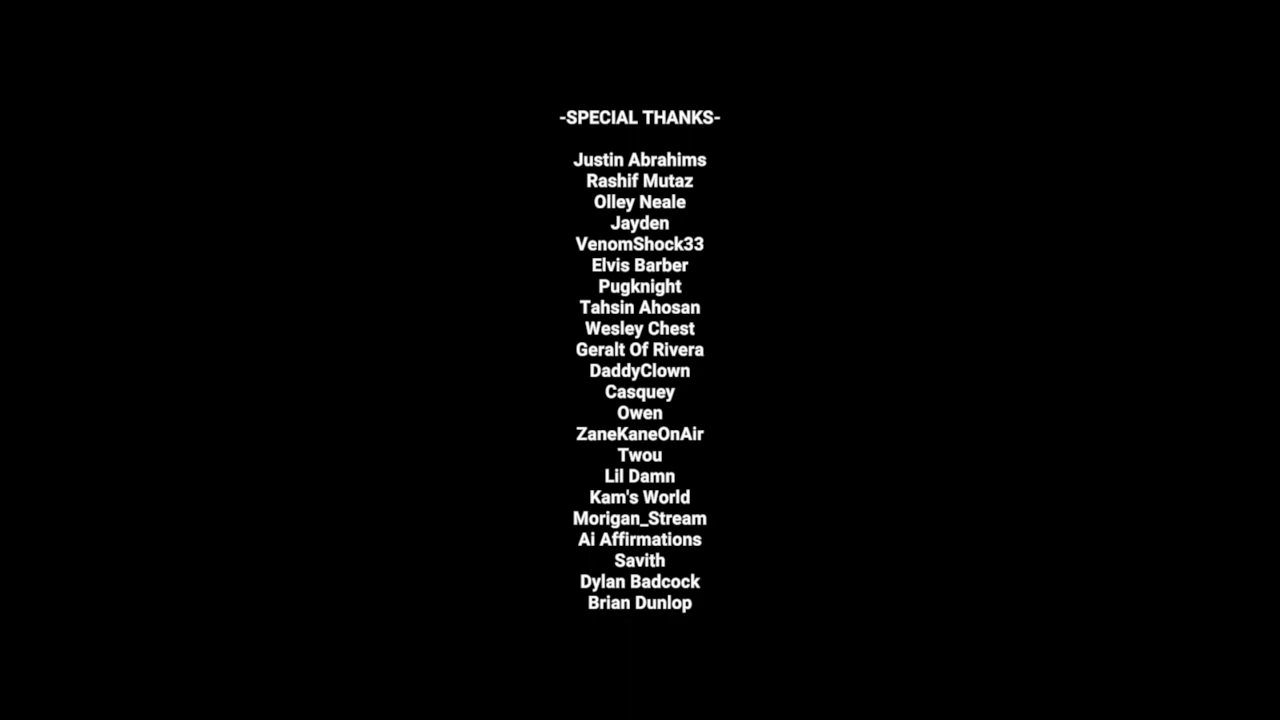 -SPECIAL THANKS-
Justin Abrahims
Rashif Mutaz
Olley Neale
Jayden
VenomShock33
Elvis Barber
Pugknight
Tahsin Ahosan
Wesley Chest
Geralt Of Rivera
DaddyClown
Casquey
Owen
ZaneKaneOnAir
Twou
Lil Damn
Kam's World
Morigan_Stream
Ai Affirmations
Savith
Dylan Badcock
Brian Dunlop